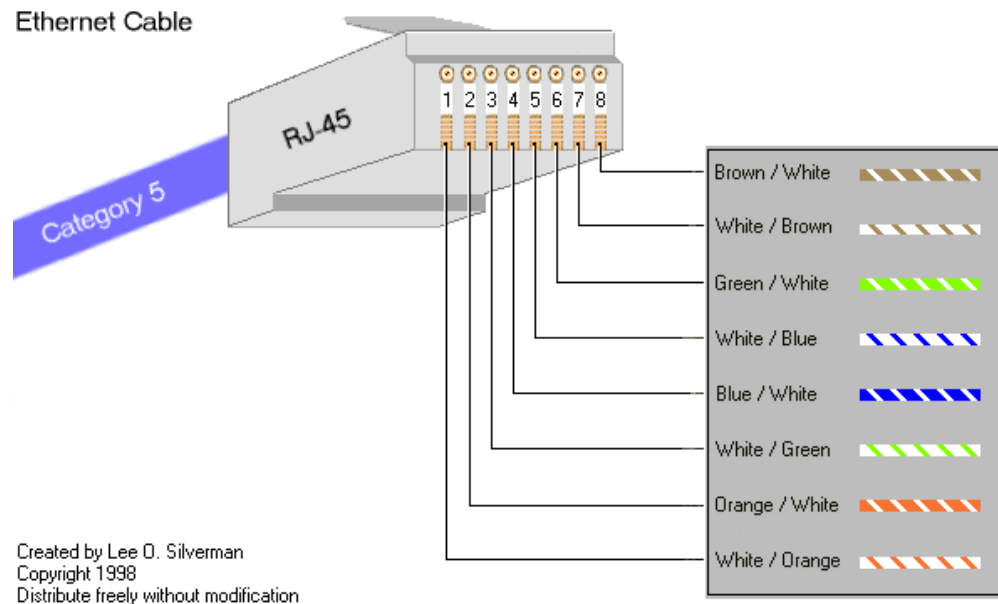 Ethernet Cable
1 2 3 4 5 6 7 8
RJ-45
Category 5
Brown / White
White / Brown
Green / White
White / Blue
Blue / White
White / Green
Orange / White
White / Orange
Created by Lee O. Silverman
Copyright 1998
Distribute freely without modification